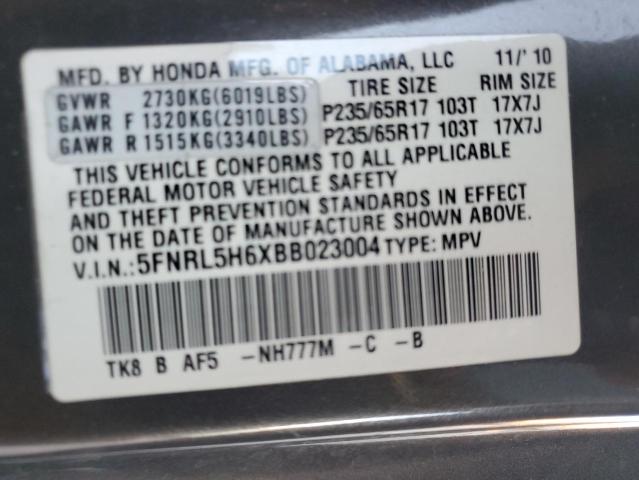 MFD. BY HONDA MFG. OF ALABAMA, LLC 11/'10
TIRE SIZE RIM SIZE
GVWR 2730KG(6019LBS)
GAWR F 1320KG(2910LBS) P235/65R17 103T 17X7J
GAWR R 1515KG(3340LBS) P235/65R17 103T 17X7J
THIS VEHICLE CONFORMS TO ALL APPLICABLE
FEDERAL MOTOR VEHICLE SAFETY
AND THEFT PREVENTION STANDARDS IN EFFECT
ON THE DATE OF MANUFACTURE SHOWN ABOVE.
V.I.N.:5FNRL5H6XBB023004 TYPE: MPV
TK8 B AF5 -NH777M -C -B